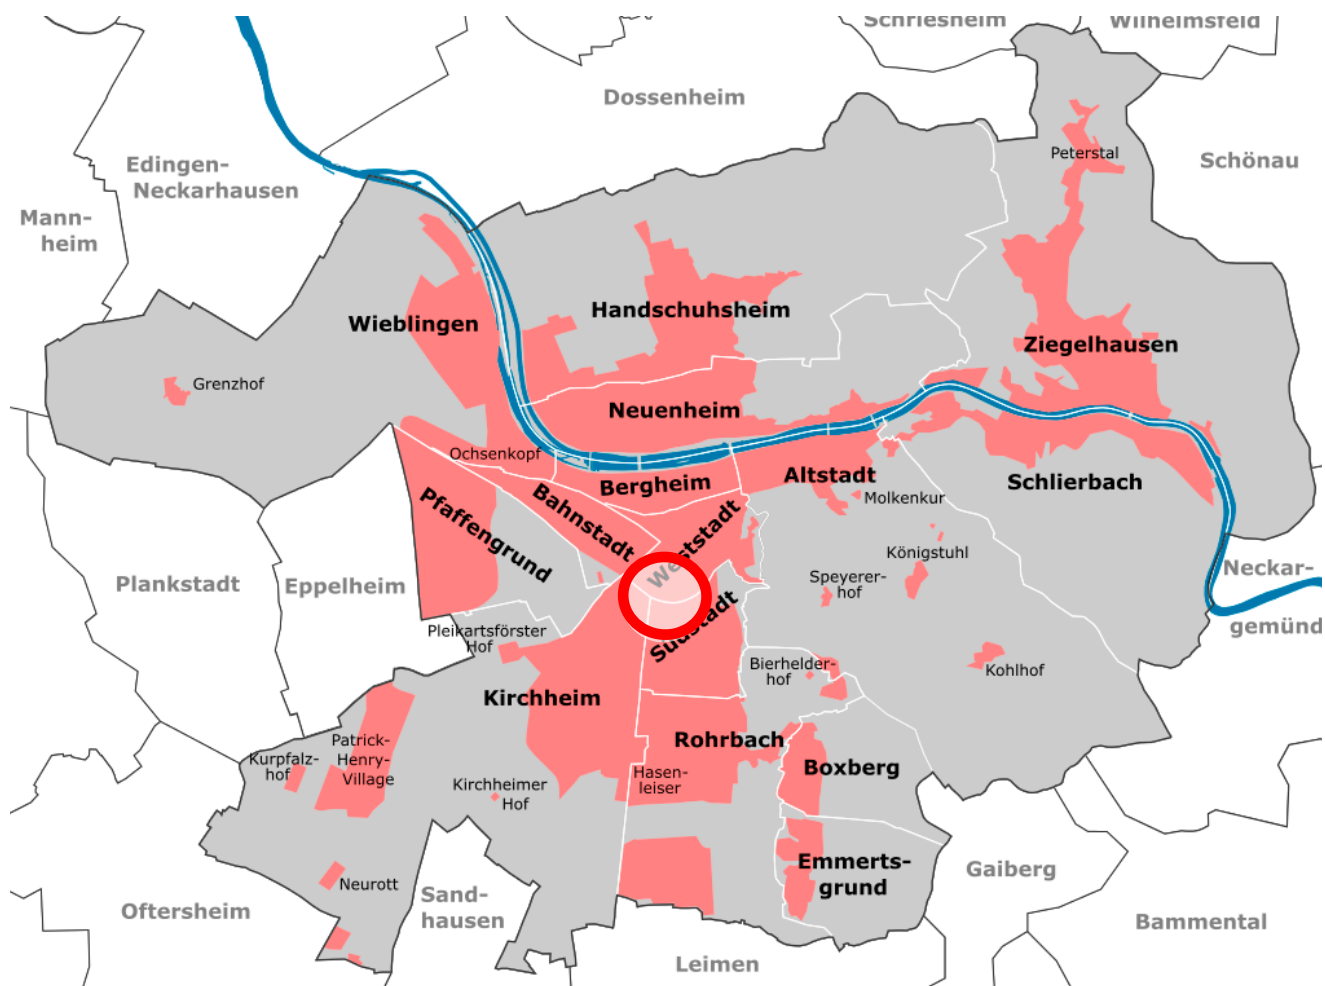 Schriesheim
Wilhelmsfeld
Dossenheim
Edingen-
Neckarhausen
Schönau
Mann-
heim
Peterstal
Handschuhsheim
Wieblingen
Ziegelhausen
Grenzhof
Neuenheim
Ochsenkopf
Altstadt
Bergheim
Schlierbach
Molkenkur
Pfaffengrund
Bahnstadt
Weststadt
Königstuhl
Plankstadt
Eppelheim
Speyerer-
hof
Neckar-
gemünd
Südstadt
Pleikartsförster
Hof
Bierhelder-
hof
Kohlhof
Kirchheim
Patrick-
Henry-
Village
Kurpfalz-
hof
Rohrbach
Boxberg
Hasen-
leiser
Kirchheimer
Hof
Emmerts-
grund
Gaiberg
Neurott
Sand-
hausen
Oftersheim
Bammental
Leimen